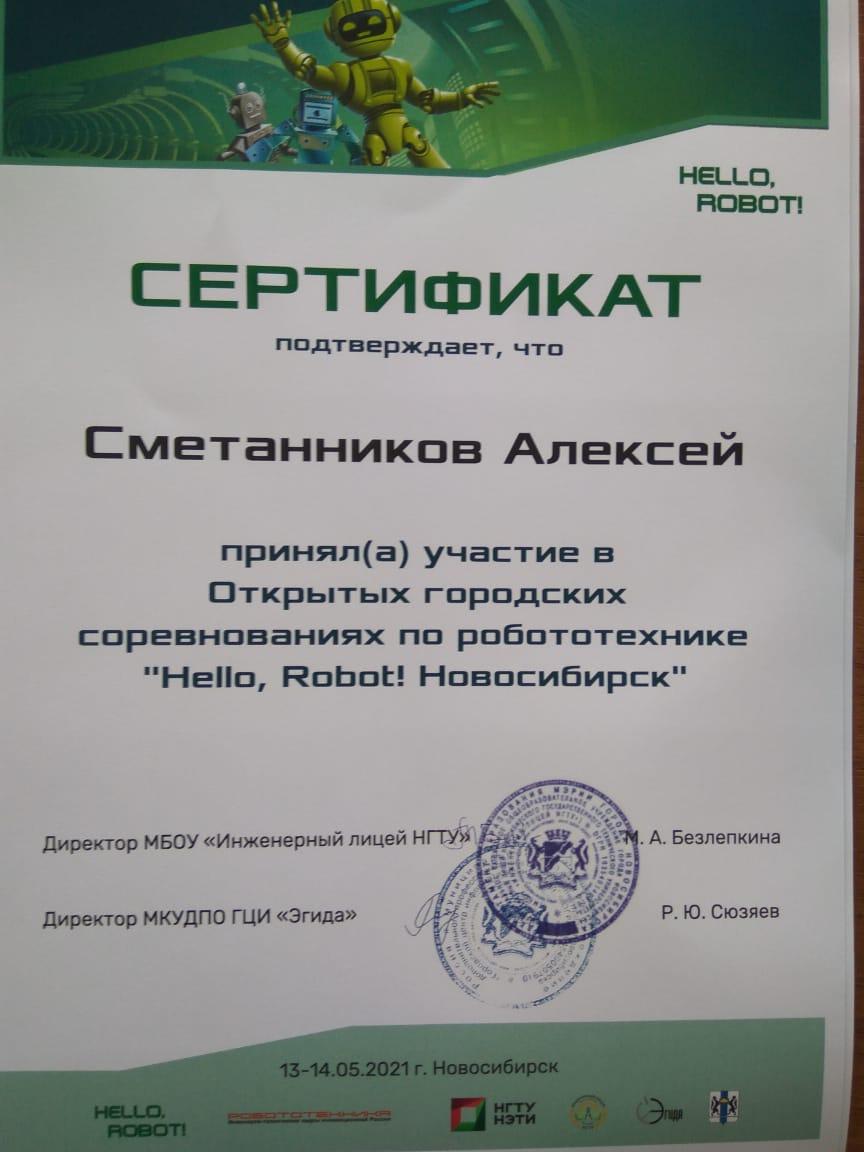 HELLO,
ROBOT!
СЕРТИФИКАТ
подтверждает, что
Сметанников Алексей
принял(а) участие в
Открытых городских
соревнованиях по робототехнике
"Hello, Robot! Новосибирск"
Директор МБОУ «Инженерный лицей НГТУ»
М. А. Безлепкина
Директор МКУДПО ГЦИ «Эгида»
Р. Ю. Сюзяев
13-14.05.2021 г. Новосибирск
HELLO,
ROBOT!
РОБОТОТЕХНИКА
НГТУ
НЭТИ
Эгида